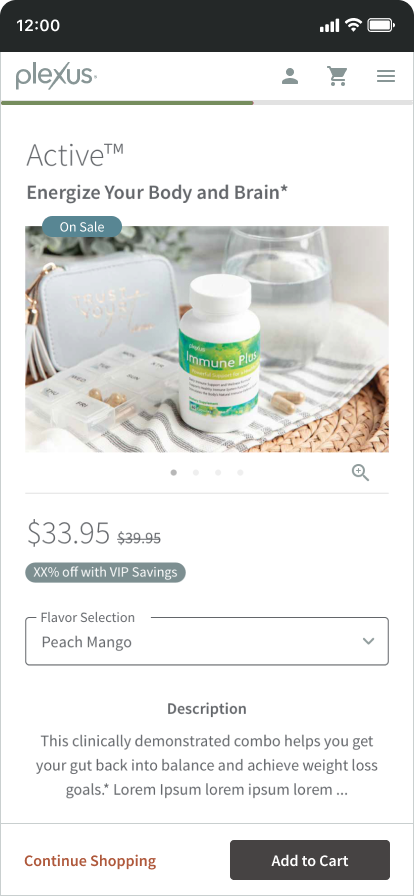 12:00
plexus
Active™
Energize Your Body and Brain*
On Sale
TRUST
YOUR
plexus
Immune Plus
FRI
$33.95 $39.95
XX% off with VIP Savings
Flavor Selection
Peach Mango
Description
This clinically demonstrated combo helps you get
your gut back into balance and achieve weight loss
goals.* Lorem Ipsum lorem ipsum lorem ...
Continue Shopping
Add to Cart